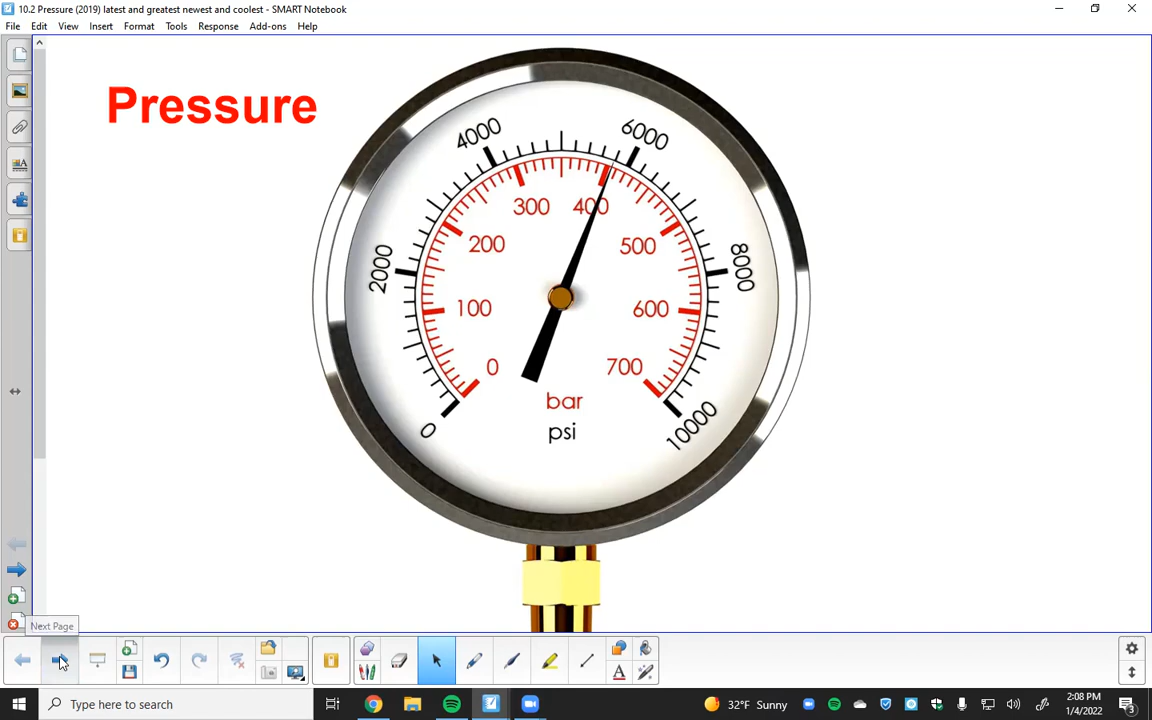 10.2 Pressure (2019) latest and greatest newest and coolest - SMART Notebook
File Edit View Insert Format Tools Response Add-ons Help
Pressure
4000 6000
300 400
200 500
2000 8000
100 600
0 700
bar
0 psi 10000
Next Page
Type here to search
32°F Sunny
2:08 PM
1/4/2022
3